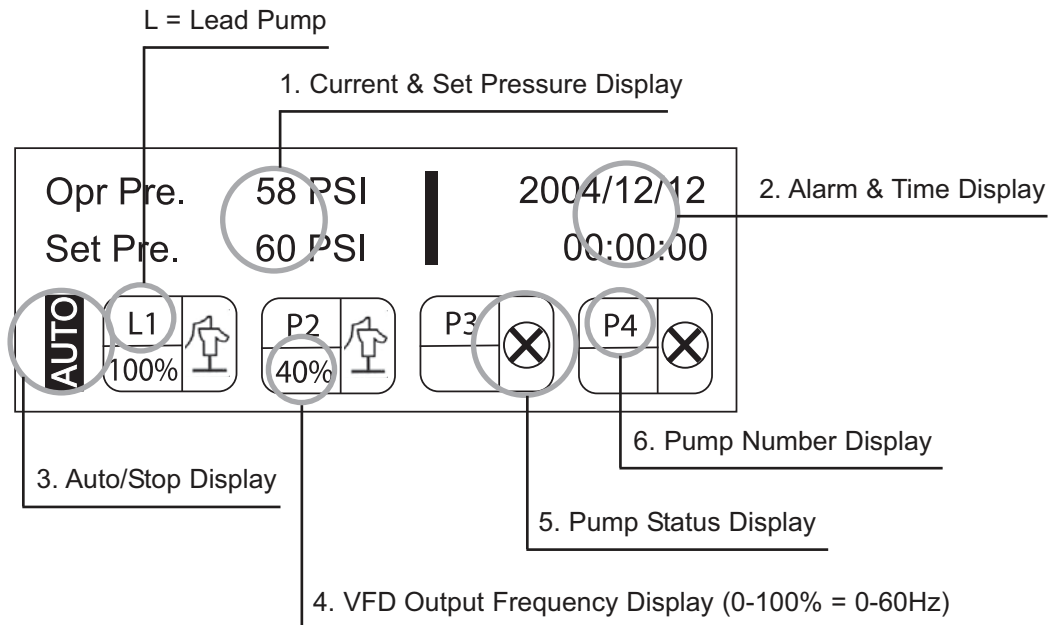 L = Lead Pump
1. Current & Set Pressure Display
Opr Pre. 58 PSI 2004/12/12
2. Alarm & Time Display
Set Pre. 60 PSI 00:00:00
AUTO
L1 P2 P3 P4
100% 40%
6. Pump Number Display
3. Auto/Stop Display
5. Pump Status Display
4. VFD Output Frequency Display (0-100% = 0-60Hz)